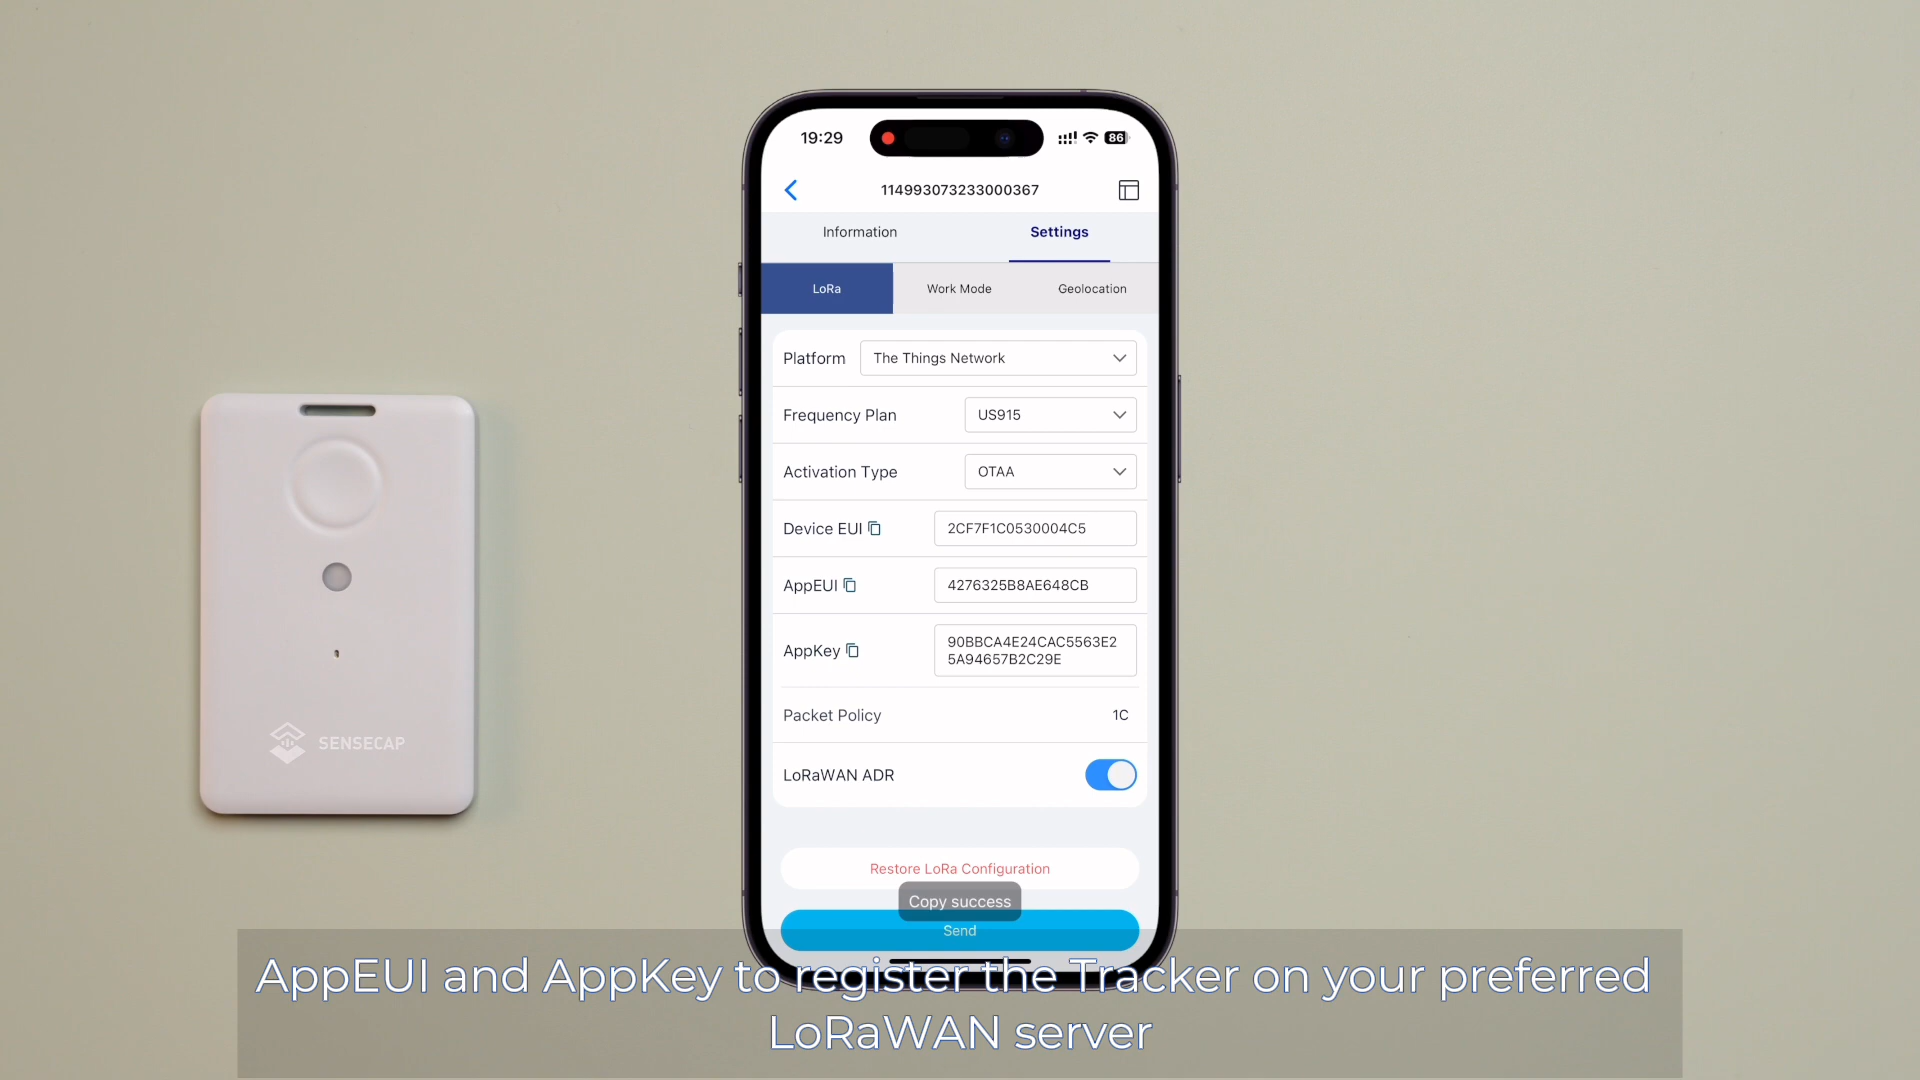 19:29
86
114993073233000367
Information
Settings
LoRa
Work Mode
Geolocation
Platform
The Things Network
Frequency Plan
US915
Activation Type
OTAA
Device EUI
2CF7F1C0530004C5
AppEUI
4276325B8AE648CB
AppKey
90BBCA4E24CAC5563E2
5A94657B2C29E
Packet Policy
1C
LoRaWAN ADR
Restore LoRa Configuration
Copy success
Send
SENSECAP
AppEUI and AppKey to register the Tracker on your preferred
LoRaWAN server